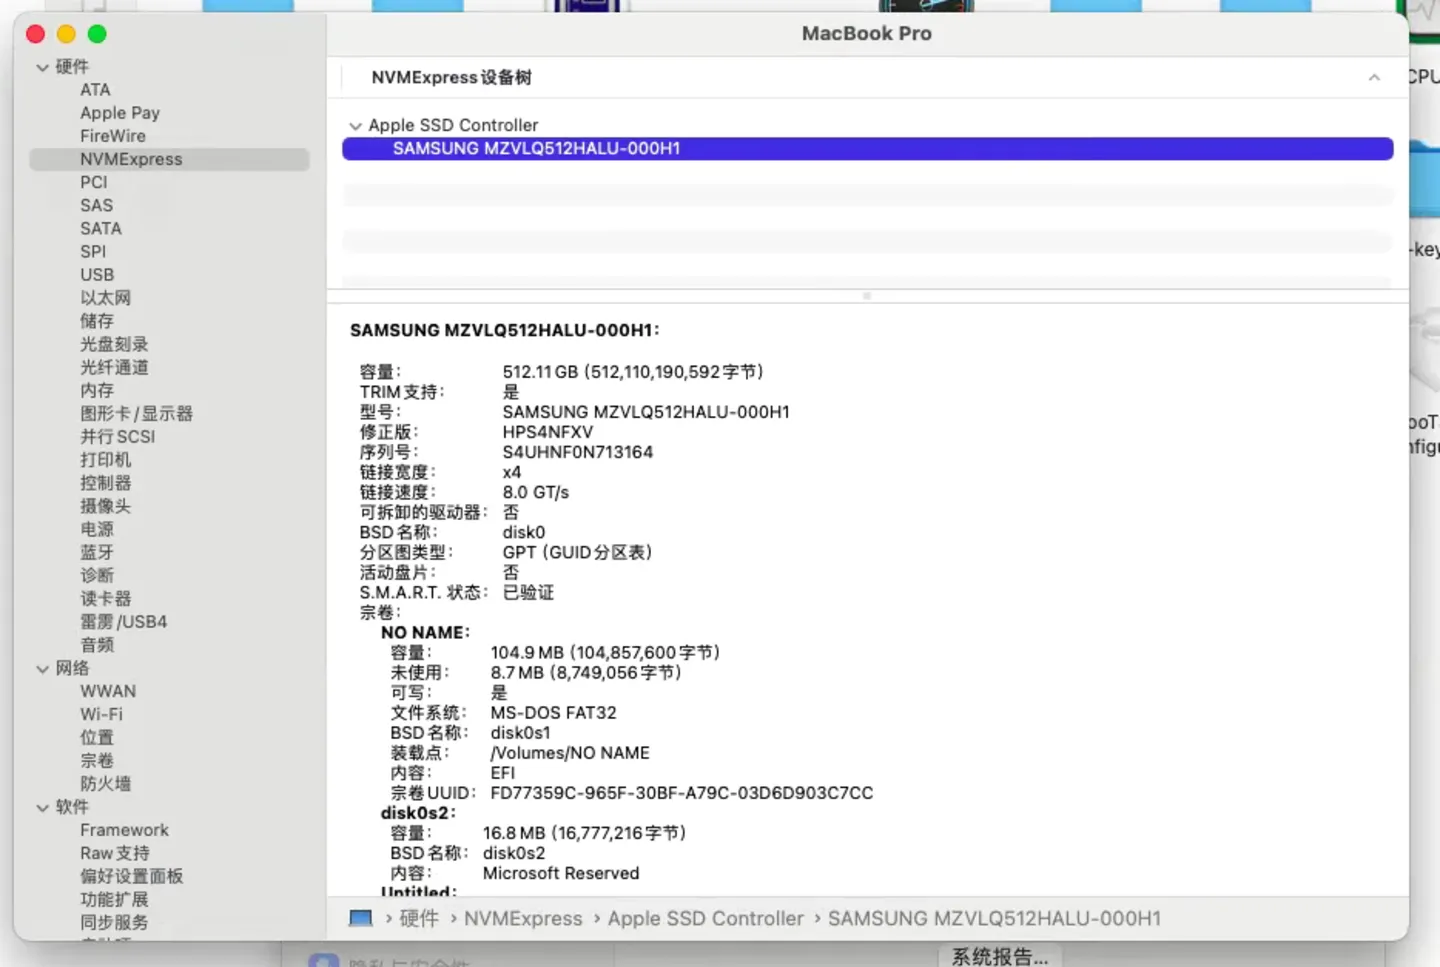 MacBook Pro
硬件
ATA
Apple Pay
FireWire
NVMExpress
PCI
SAS
SATA
SPI
USB
以太网
储存
光盘刻录
光纤通道
内存
图形卡/显示器
并行SCSI
打印机
控制器
摄像头
电源
蓝牙
诊断
读卡器
雷雳/USB4
音频
网络
WWAN
Wi-Fi
位置
宗卷
防火墙
软件
Framework
Raw支持
偏好设置面板
功能扩展
同步服务
NVMExpress设备树
Apple SSD Controller
SAMSUNG MZVLQ512HALU-000H1
SAMSUNG MZVLQ512HALU-000H1:
容量： 512.11 GB (512,110,190,592字节)
TRIM支持： 是
型号： SAMSUNG MZVLQ512HALU-000H1
修正版： HPS4NFXV
序列号： S4UHNF0N713164
链接宽度： x4
链接速度： 8.0 GT/s
可拆卸的驱动器： 否
BSD名称： disk0
分区图类型： GPT (GUID分区表)
活动盘片： 否
S.M.A.R.T. 状态： 已验证
宗卷：
NO NAME：
容量： 104.9 MB (104,857,600字节)
未使用： 8.7 MB (8,749,056字节)
可写： 是
文件系统： MS-DOS FAT32
BSD名称： disk0s1
装载点： /Volumes/NO NAME
内容： EFI
宗卷UUID： FD77359C-965F-30BF-A79C-03D6D903C7CC
disk0s2：
容量： 16.8 MB (16,777,216字节)
BSD名称： disk0s2
内容： Microsoft Reserved
Untitled：
› 硬件 › NVMExpress › Apple SSD Controller › SAMSUNG MZVLQ512HALU-000H1
系统报告...
CPU
-key